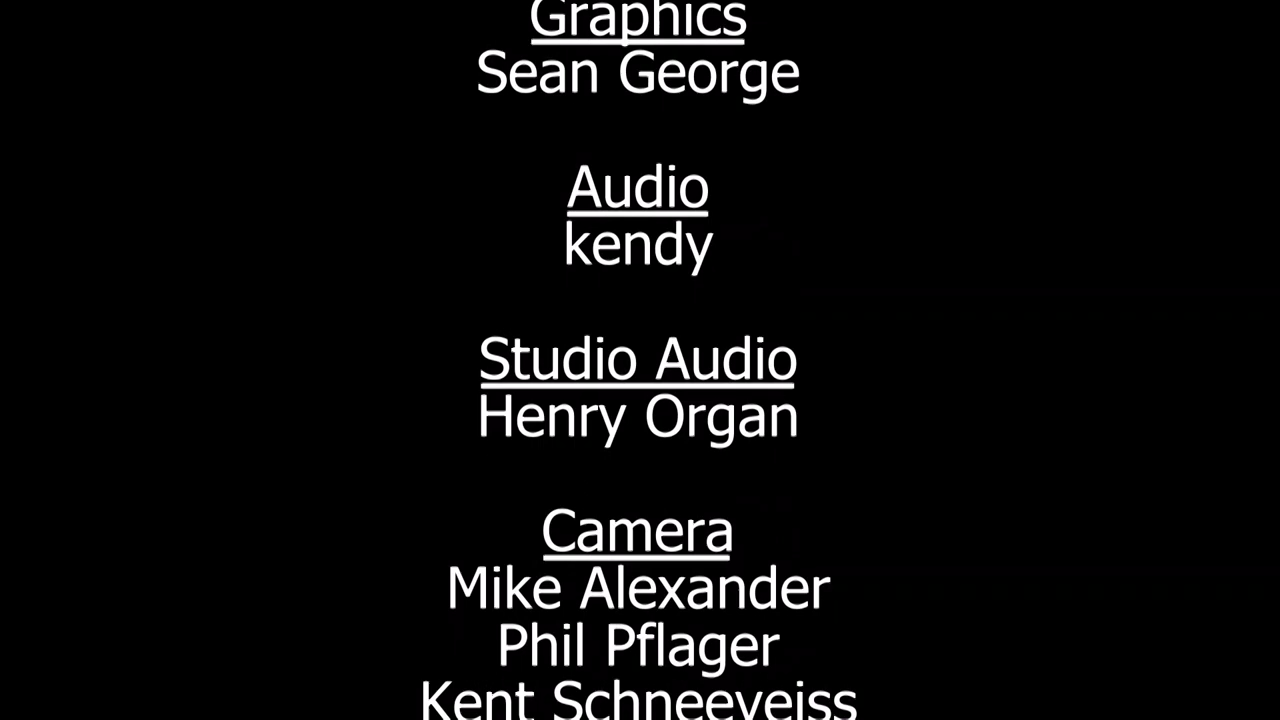 Graphics
Sean George
Audio
kendy
Studio Audio
Henry Organ
Camera
Mike Alexander
Phil Pflager
Kent Schneeveiss